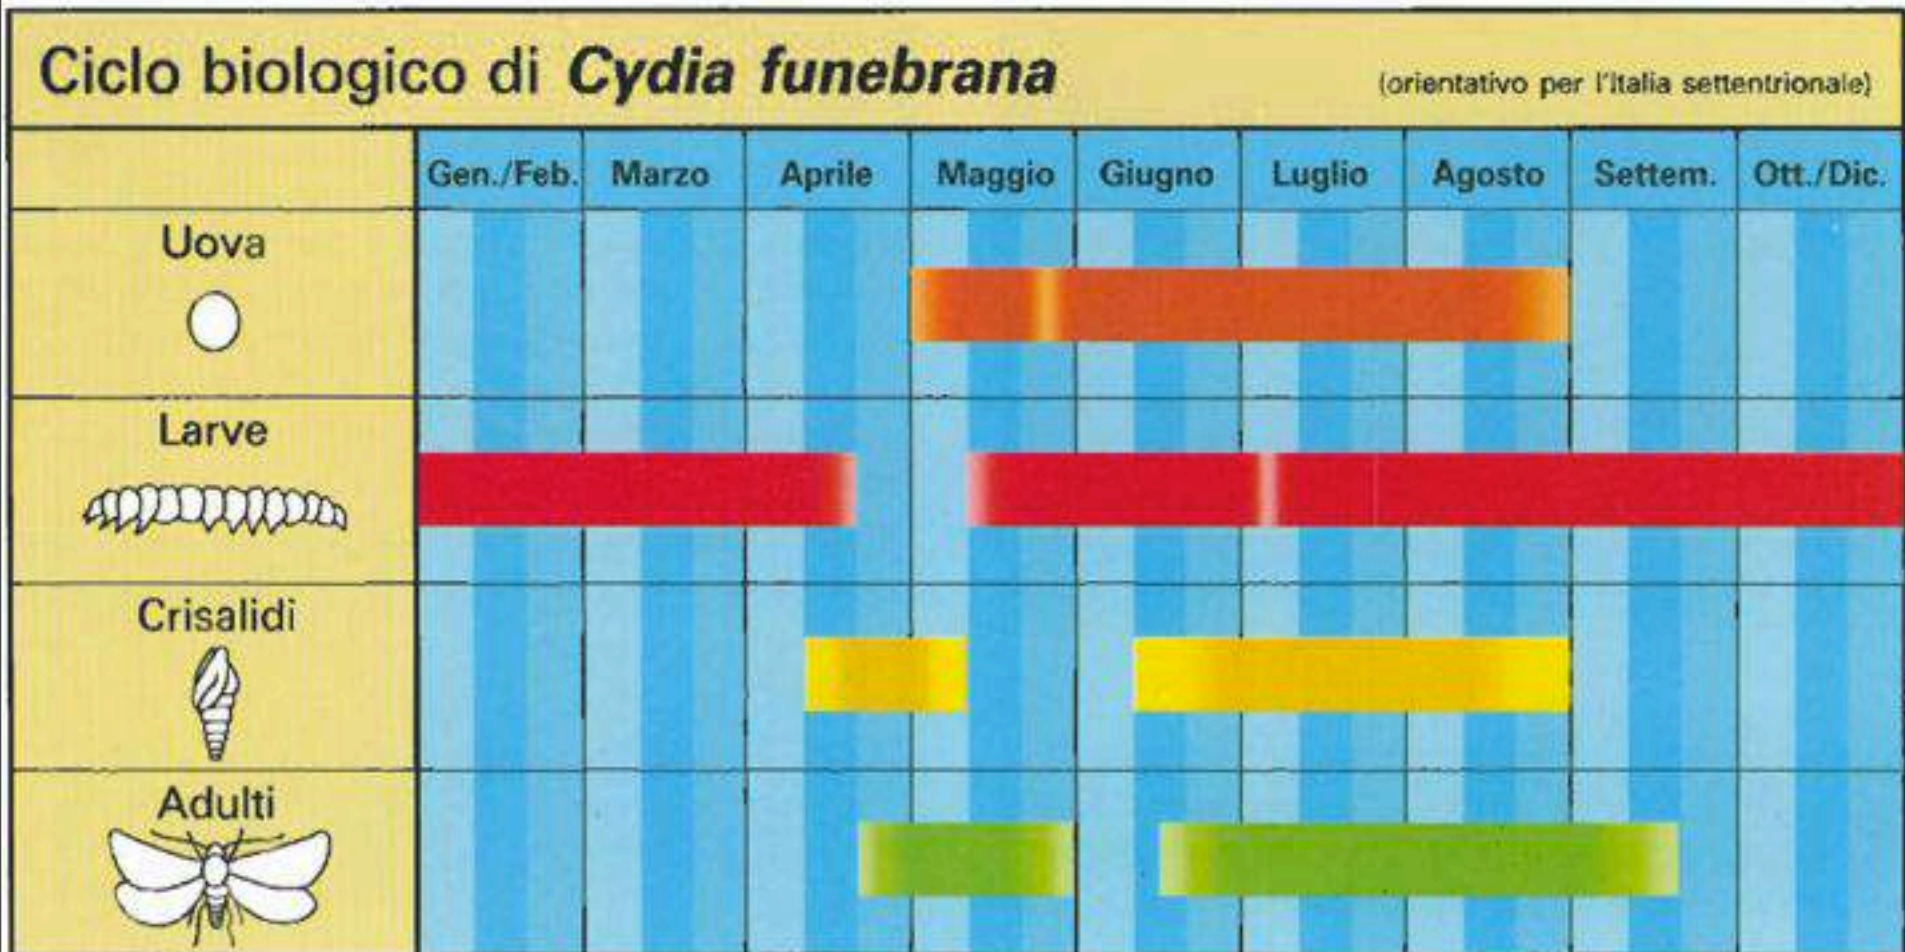 Ciclo biologico di Cydia funebrana
(orientativo per l'Italia settentrionale)
Gen./Feb. Marzo Aprile Maggio Giugno Luglio Agosto Settem. Ott./Dic.
Uova
Larve
Crisalidi
Adulti